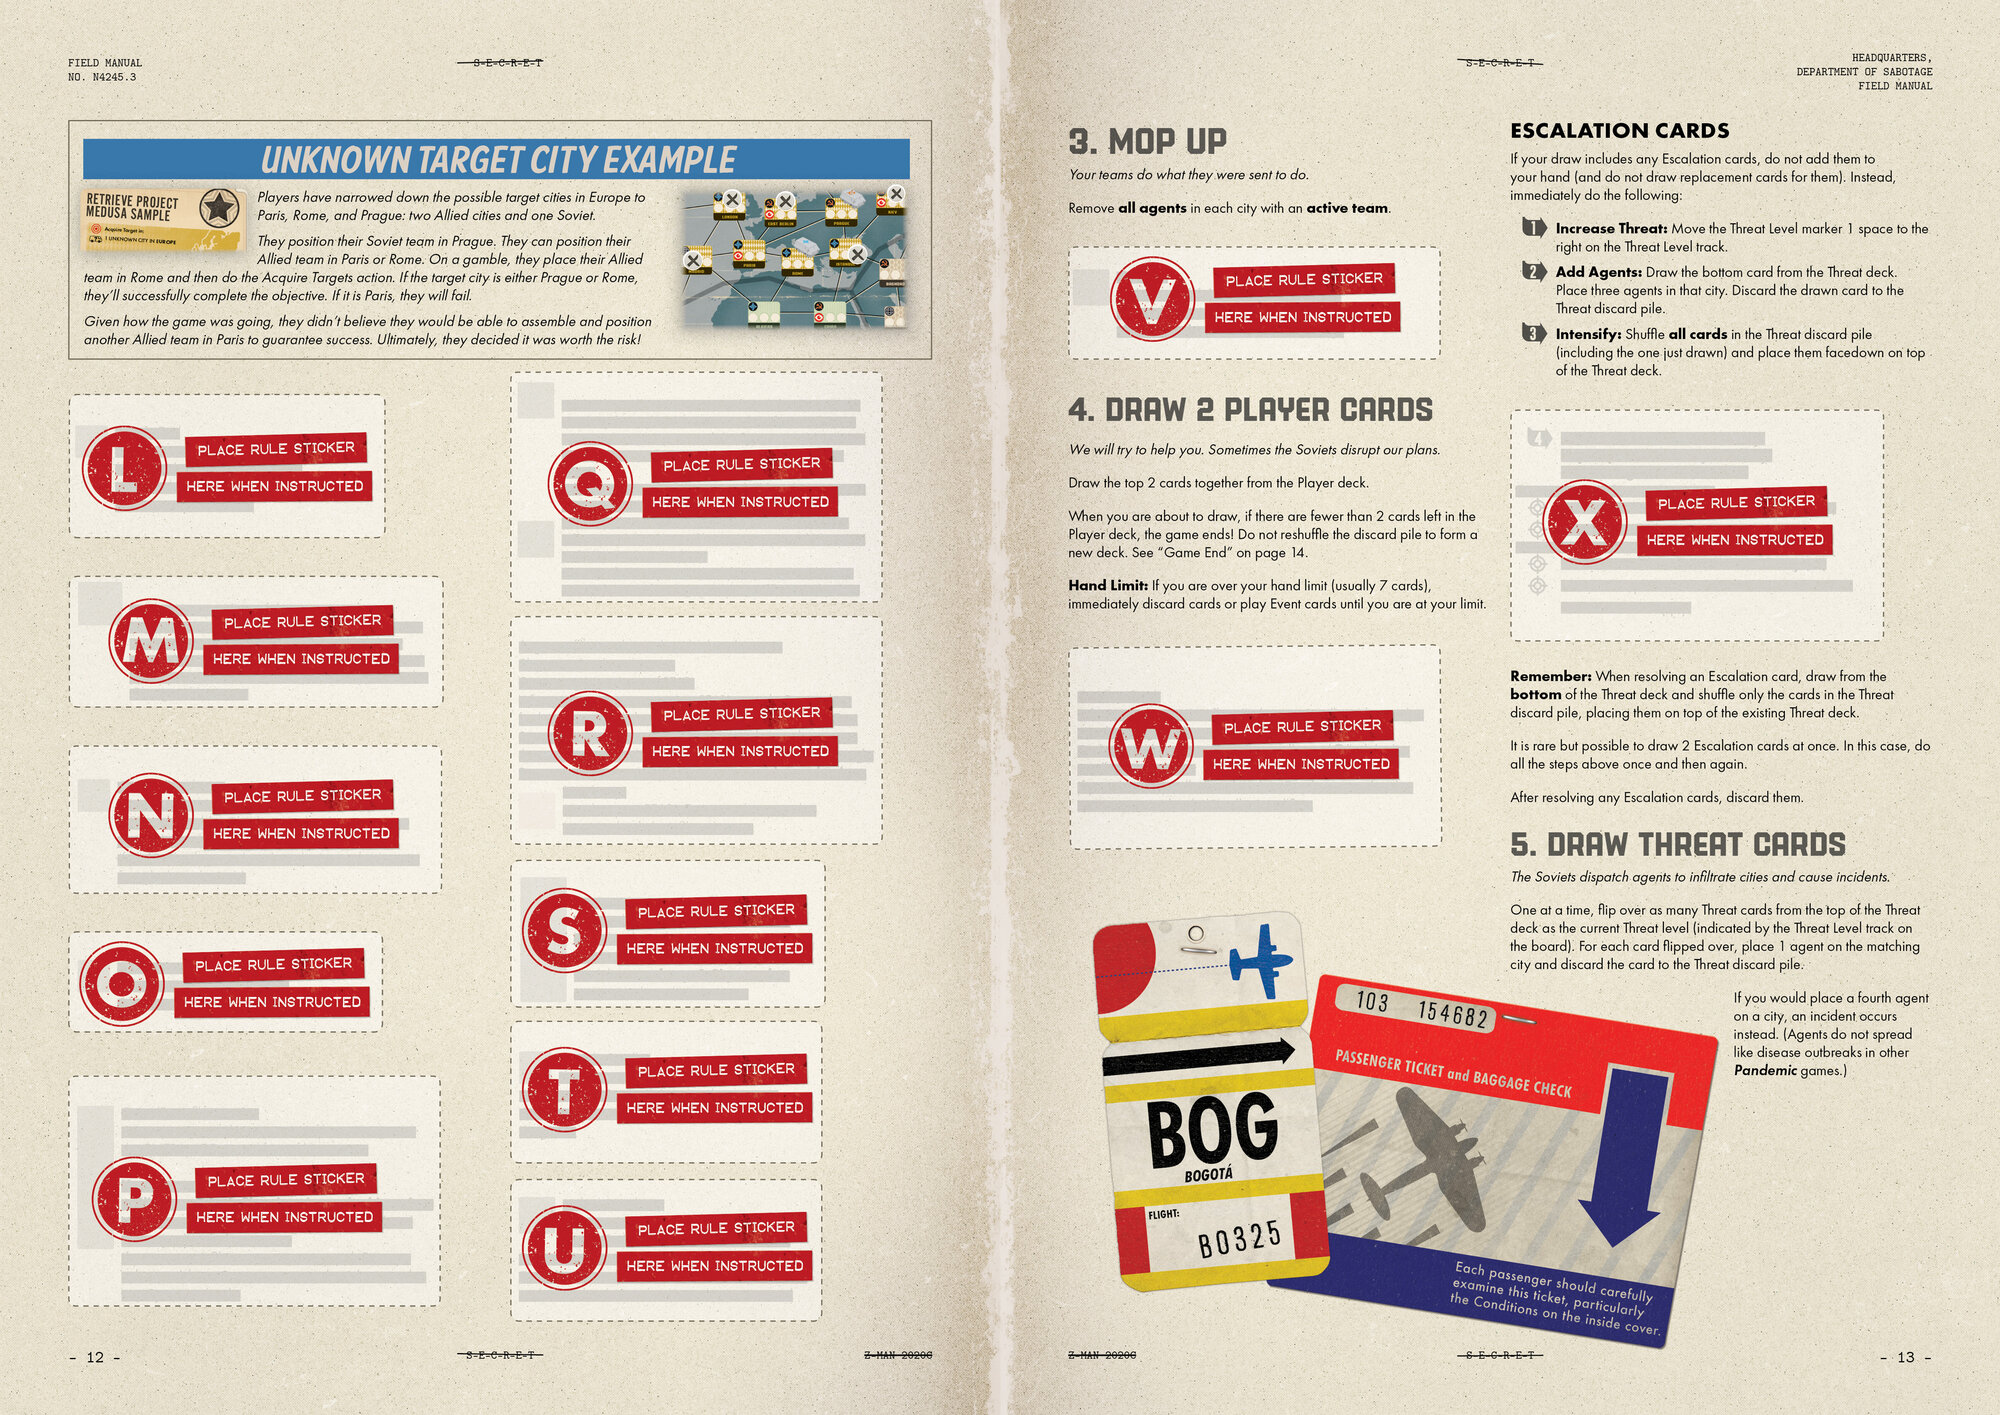 FIELD MANUAL
NO. N4245.3
S-E-C-R-E-T
UNKNOWN TARGET CITY EXAMPLE
RETRIEVE PROJECT
MEDUSA SAMPLE
Acquire Target in:
1 UNKNOWN CITY IN EUROPE
Players have narrowed down the possible target cities in Europe to
Paris, Rome, and Prague: two Allied cities and one Soviet.
They position their Soviet team in Prague. They can position their
Allied team in Paris or Rome. On a gamble, they place their Allied
team in Rome and then do the Acquire Targets action. If the target city is either Prague or Rome,
they'll successfully complete the objective. If it is Paris, they will fail.
Given how the game was going, they didn't believe they would be able to assemble and position
another Allied team in Paris to guarantee success. Ultimately, they decided it was worth the risk!
LONDON
EAST BERLIN
PRAGUE
KIEV
PARIS
ROME
L
PLACE RULE STICKER
HERE WHEN INSTRUCTED
M
PLACE RULE STICKER
HERE WHEN INSTRUCTED
N
PLACE RULE STICKER
HERE WHEN INSTRUCTED
O
PLACE RULE STICKER
HERE WHEN INSTRUCTED
P
PLACE RULE STICKER
HERE WHEN INSTRUCTED
Q
PLACE RULE STICKER
HERE WHEN INSTRUCTED
R
PLACE RULE STICKER
HERE WHEN INSTRUCTED
S
PLACE RULE STICKER
HERE WHEN INSTRUCTED
T
PLACE RULE STICKER
HERE WHEN INSTRUCTED
U
PLACE RULE STICKER
HERE WHEN INSTRUCTED
- 12 -
S-E-C-R-E-T
Z-MAN 2020G
S-E-C-R-E-T
HEADQUARTERS,
DEPARTMENT OF SABOTAGE
FIELD MANUAL
3. MOP UP
Your teams do what they were sent to do.
Remove all agents in each city with an active team.
V
PLACE RULE STICKER
HERE WHEN INSTRUCTED
4. DRAW 2 PLAYER CARDS
We will try to help you. Sometimes the Soviets disrupt our plans.
Draw the top 2 cards together from the Player deck.
When you are about to draw, if there are fewer than 2 cards left in the
Player deck, the game ends! Do not reshuffle the discard pile to form a
new deck. See "Game End" on page 14.
Hand Limit: If you are over your hand limit (usually 7 cards),
immediately discard cards or play Event cards until you are at your limit.
W
PLACE RULE STICKER
HERE WHEN INSTRUCTED
BOG
BOGOTÁ
FLIGHT:
B0325
103 154682
PASSENGER TICKET and BAGGAGE CHECK
Each passenger should carefully
examine this ticket, particularly
the Conditions on the inside cover.
ESCALATION CARDS
If your draw includes any Escalation cards, do not add them to
your hand (and do not draw replacement cards for them). Instead,
immediately do the following:
1 Increase Threat: Move the Threat Level marker 1 space to the
right on the Threat Level track.
2 Add Agents: Draw the bottom card from the Threat deck.
Place three agents in that city. Discard the drawn card to the
Threat discard pile.
3 Intensify: Shuffle all cards in the Threat discard pile
(including the one just drawn) and place them facedown on top
of the Threat deck.
4
X
PLACE RULE STICKER
HERE WHEN INSTRUCTED
Remember: When resolving an Escalation card, draw from the
bottom of the Threat deck and shuffle only the cards in the Threat
discard pile, placing them on top of the existing Threat deck.
It is rare but possible to draw 2 Escalation cards at once. In this case, do
all the steps above once and then again.
After resolving any Escalation cards, discard them.
5. DRAW THREAT CARDS
The Soviets dispatch agents to infiltrate cities and cause incidents.
One at a time, flip over as many Threat cards from the top of the Threat
deck as the current Threat level (indicated by the Threat Level track on
the board). For each card flipped over, place 1 agent on the matching
city and discard the card to the Threat discard pile.
If you would place a fourth agent
on a city, an incident occurs
instead. (Agents do not spread
like disease outbreaks in other
Pandemic games.)
Z-MAN 2020G
S-E-C-R-E-T
- 13 -